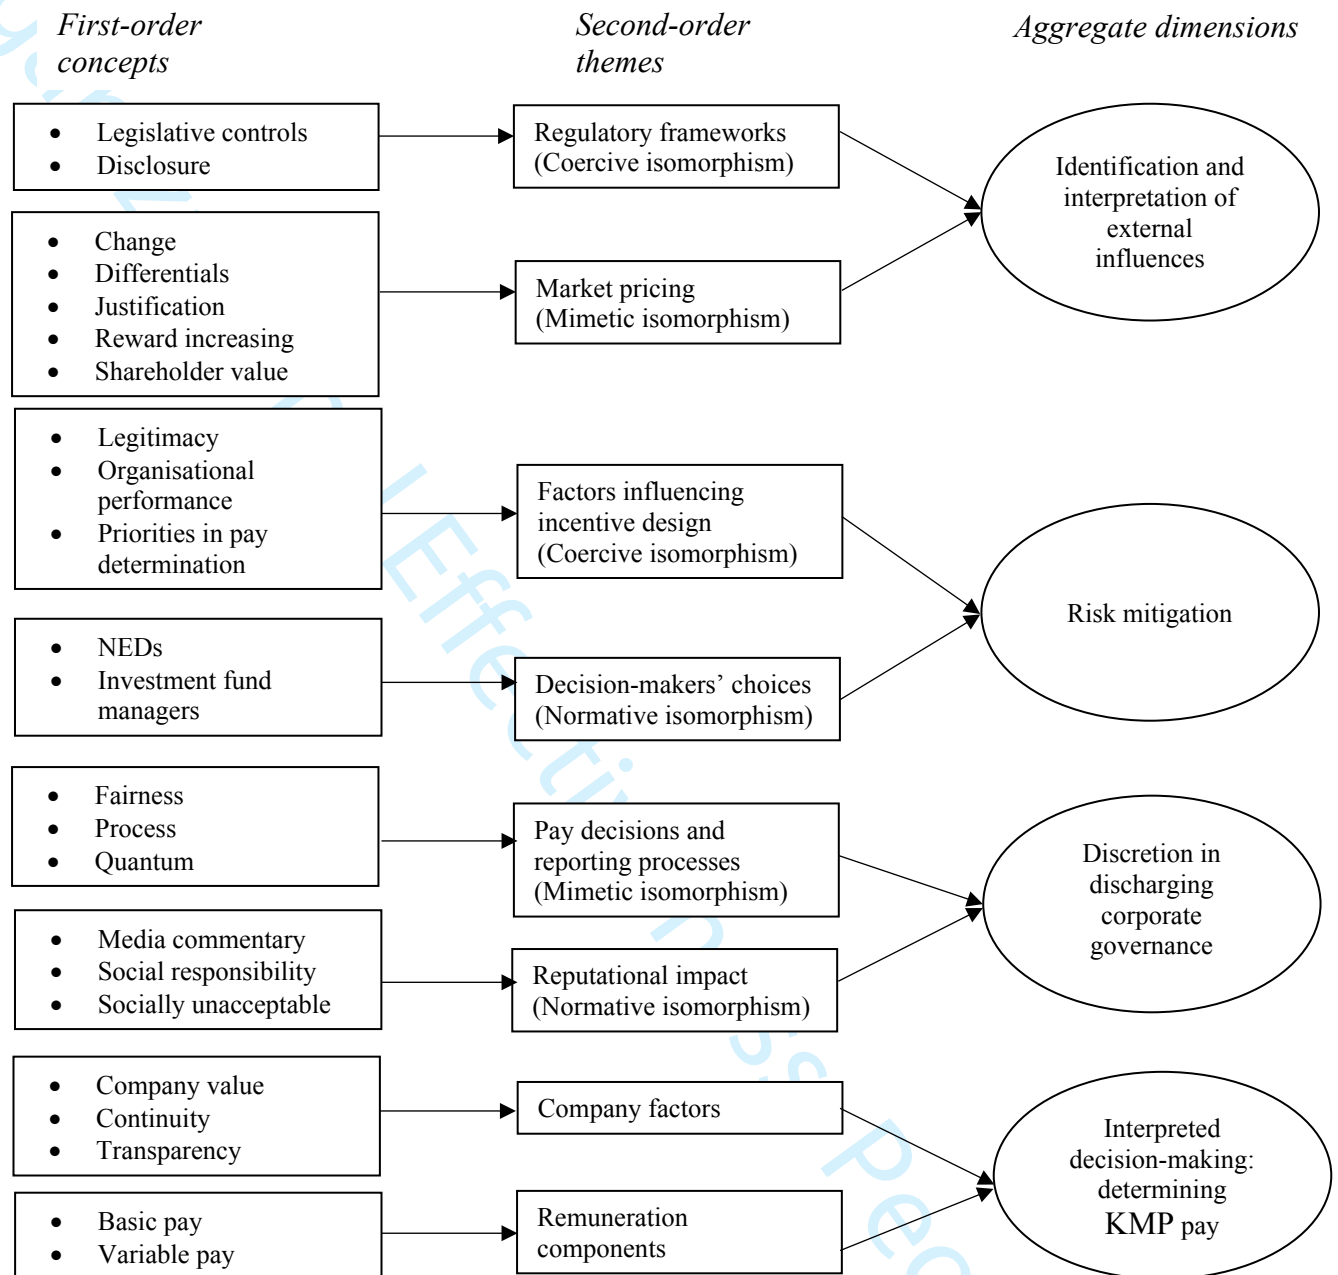 First-order
concepts
Second-order
themes
Aggregate dimensions
• Legislative controls
• Disclosure
Regulatory frameworks
(Coercive isomorphism)
Identification and
interpretation of
external
influences
• Change
• Differentials
• Justification
• Reward increasing
• Shareholder value
Market pricing
(Mimetic isomorphism)
• Legitimacy
• Organisational
performance
• Priorities in pay
determination
Factors influencing
incentive design
(Coercive isomorphism)
Risk mitigation
• NEDs
• Investment fund
managers
Decision-makers’ choices
(Normative isomorphism)
• Fairness
• Process
• Quantum
Pay decisions and
reporting processes
(Mimetic isomorphism)
Discretion in
discharging
corporate
governance
• Media commentary
• Social responsibility
• Socially unacceptable
Reputational impact
(Normative isomorphism)
• Company value
• Continuity
• Transparency
Company factors
Interpreted
decision-making:
determining
KMP pay
• Basic pay
• Variable pay
Remuneration
components